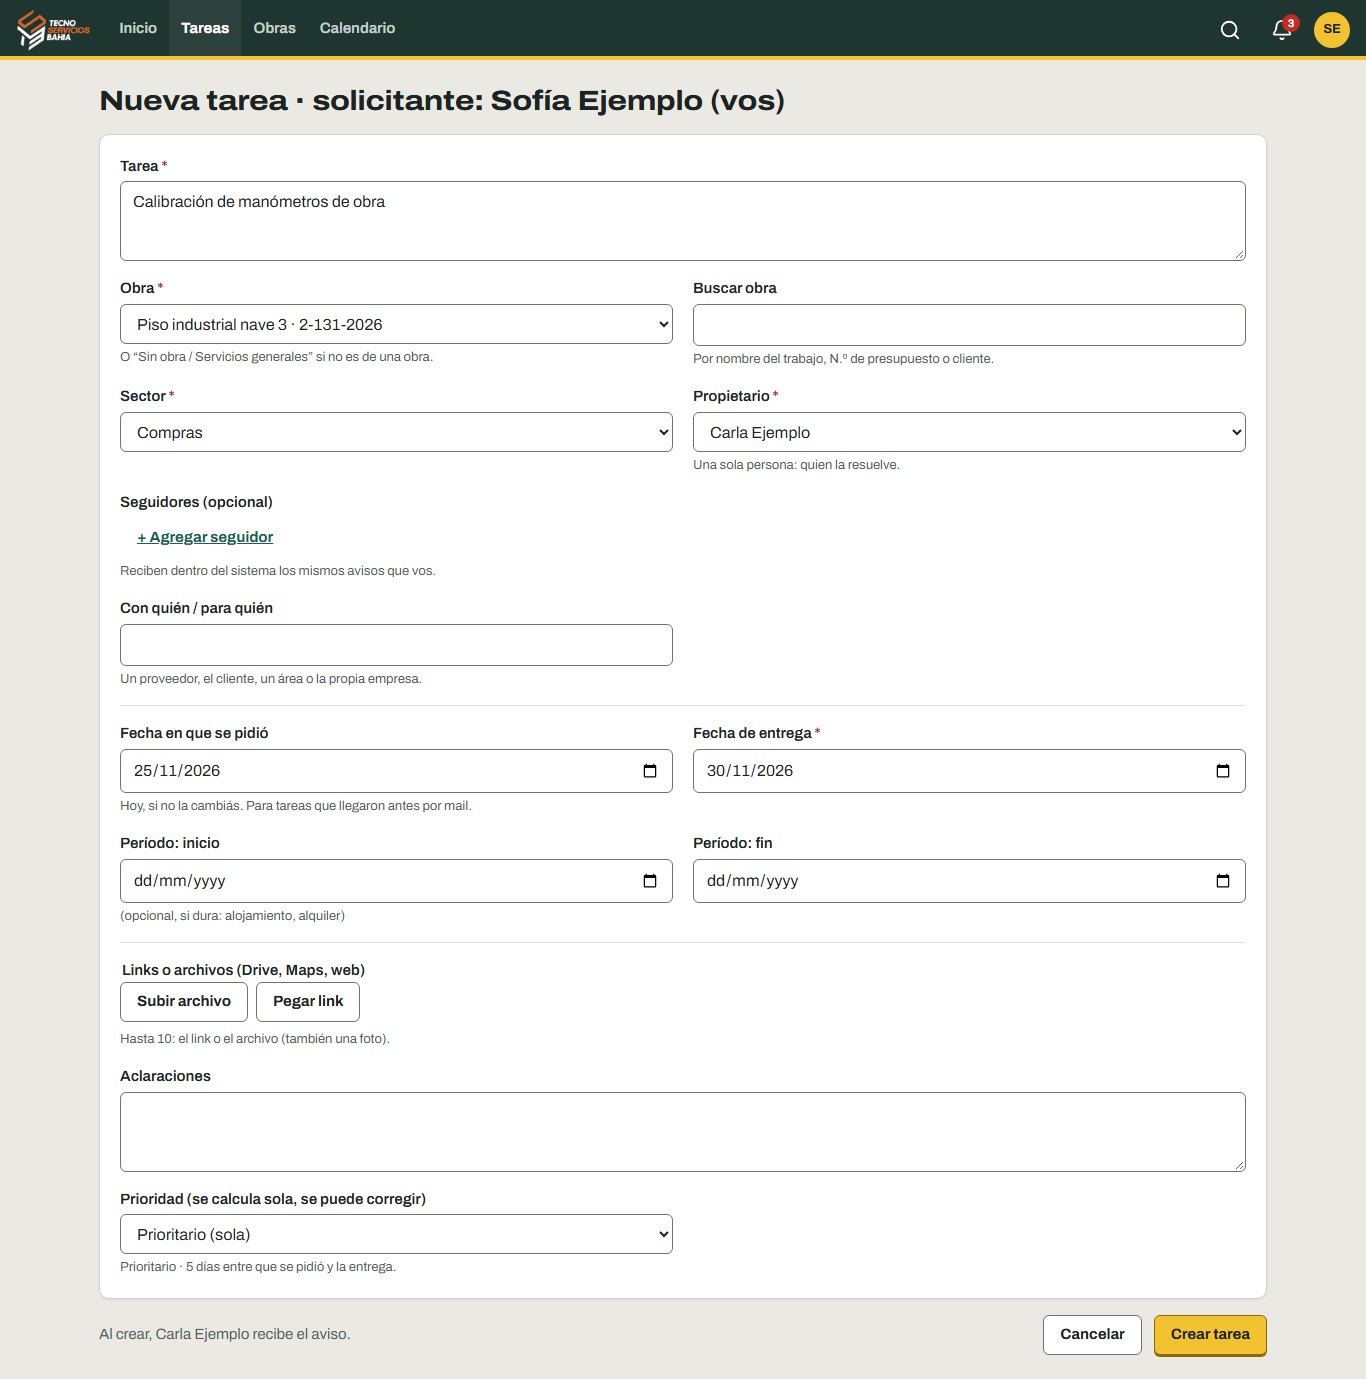 TECNO
SERVICIOS
BAHIA
Inicio
Tareas
Obras
Calendario
3
SE
Nueva tarea · solicitante: Sofía Ejemplo (vos)
Tarea *
Calibración de manómetros de obra
Obra *
Buscar obra
Piso industrial nave 3 · 2-131-2026
O “Sin obra / Servicios generales” si no es de una obra.
Por nombre del trabajo, N.º de presupuesto o cliente.
Sector *
Propietario *
Compras
Carla Ejemplo
Una sola persona: quien la resuelve.
Seguidores (opcional)
+ Agregar seguidor
Reciben dentro del sistema los mismos avisos que vos.
Con quién / para quién
Un proveedor, el cliente, un área o la propia empresa.
Fecha en que se pidió
Fecha de entrega *
25/11/2026
30/11/2026
Hoy, si no la cambiás. Para tareas que llegaron antes por mail.
Período: inicio
Período: fin
dd/mm/yyyy
dd/mm/yyyy
(opcional, si dura: alojamiento, alquiler)
Links o archivos (Drive, Maps, web)
Subir archivo
Pegar link
Hasta 10: el link o el archivo (también una foto).
Aclaraciones
Prioridad (se calcula sola, se puede corregir)
Prioritario (sola)
Prioritario · 5 días entre que se pidió y la entrega.
Al crear, Carla Ejemplo recibe el aviso.
Cancelar
Crear tarea